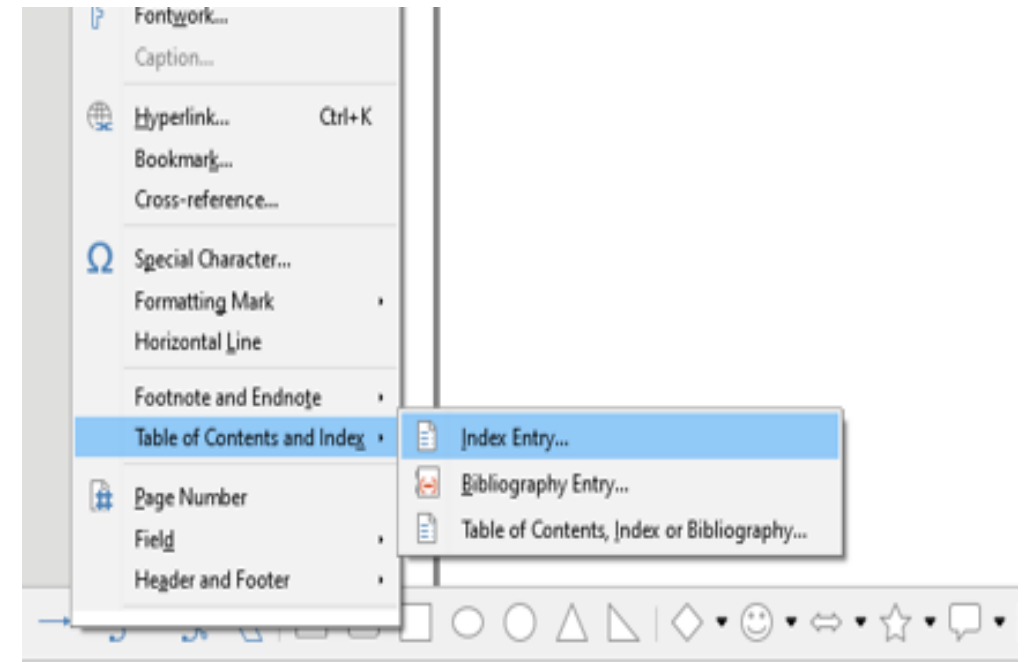 Fontwork...
Caption...
Hyperlink... Ctrl+K
Bookmark...
Cross-reference...
Special Character...
Formatting Mark
Horizontal Line
Footnote and Endnote
Table of Contents and Index
Index Entry...
Bibliography Entry...
Table of Contents, Index or Bibliography...
Page Number
Field
Header and Footer